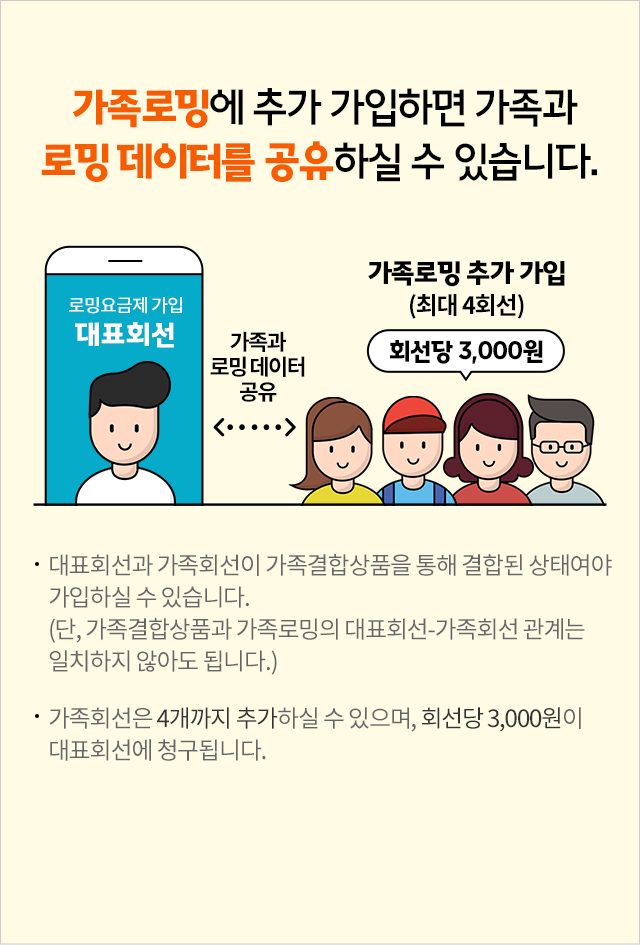 가족로밍에 추가 가입하면 가족과
로밍 데이터를 공유하실 수 있습니다.
로밍요금제 가입
대표회선
가족과
로밍 데이터
공유
가족로밍 추가 가입
(최대 4회선)
회선당 3,000원
· 대표회선과 가족회선이 가족결합상품을 통해 결합된 상태여야
가입하실 수 있습니다.
(단, 가족결합상품과 가족로밍의 대표회선-가족회선 관계는
일치하지 않아도 됩니다.)
· 가족회선은 4개까지 추가하실 수 있으며, 회선당 3,000원이
대표회선에 청구됩니다.